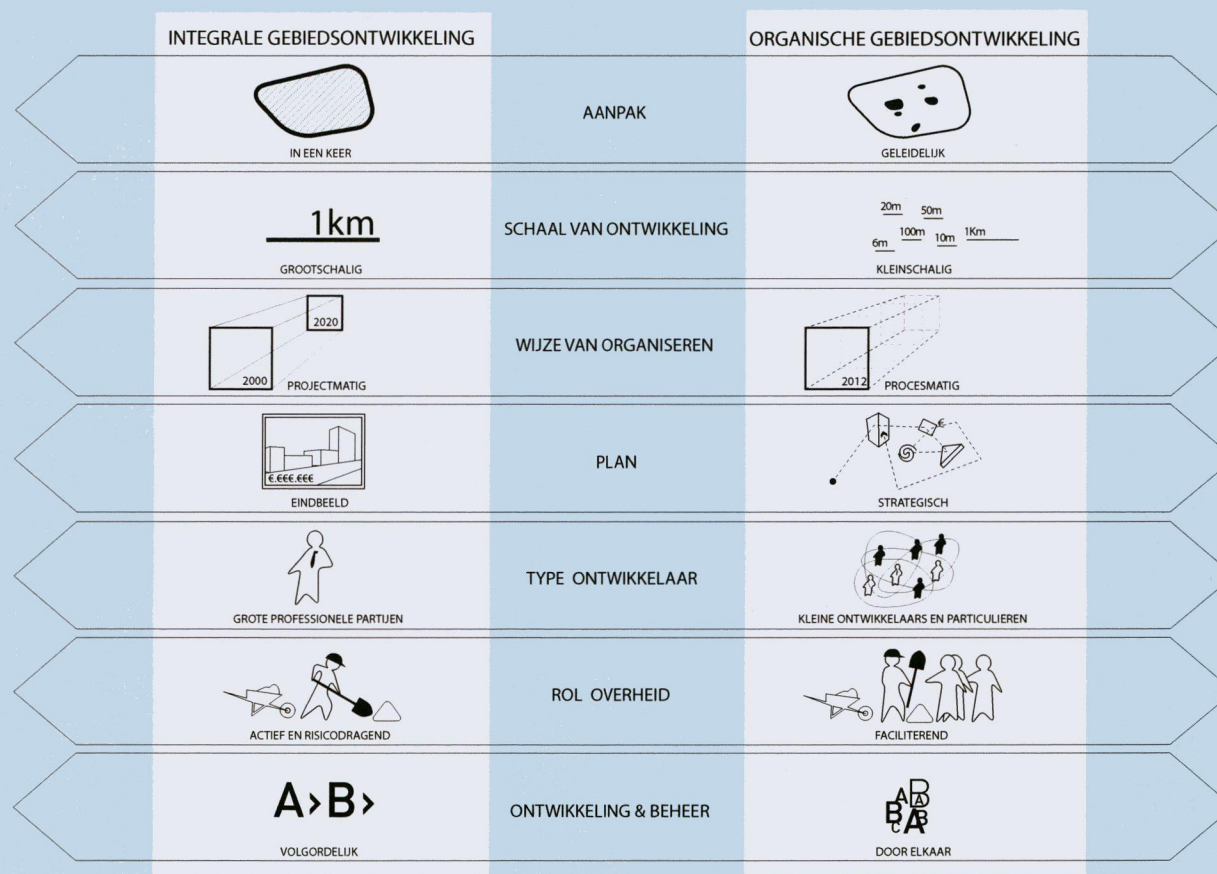 INTEGRALE GEBIEDSONTWIKKELING
ORGANISCHE GEBIEDSONTWIKKELING
IN EEN KEER
AANPAK
GELEIDELIJK
1km
GROOTSCHALIG
SCHAAL VAN ONTWIKKELING
20m 50m
6m 100m 10m 1Km
KLEINSCHALIG
2020
2000
PROJECTMATIG
WIJZE VAN ORGANISEREN
2012
PROCESMATIG
€.€€€.€€€
EINDBEELD
PLAN
€
STRATEGISCH
GROTE PROFESSIONELE PARTIJEN
TYPE ONTWIKKELAAR
KLEINE ONTWIKKELAARS EN PARTICULIEREN
ACTIEF EN RISICODRAGEND
ROL OVERHEID
FACILITEREND
A›B›
VOLGORDELIJK
ONTWIKKELING & BEHEER
B
A A
B B
C A
DOOR ELKAAR